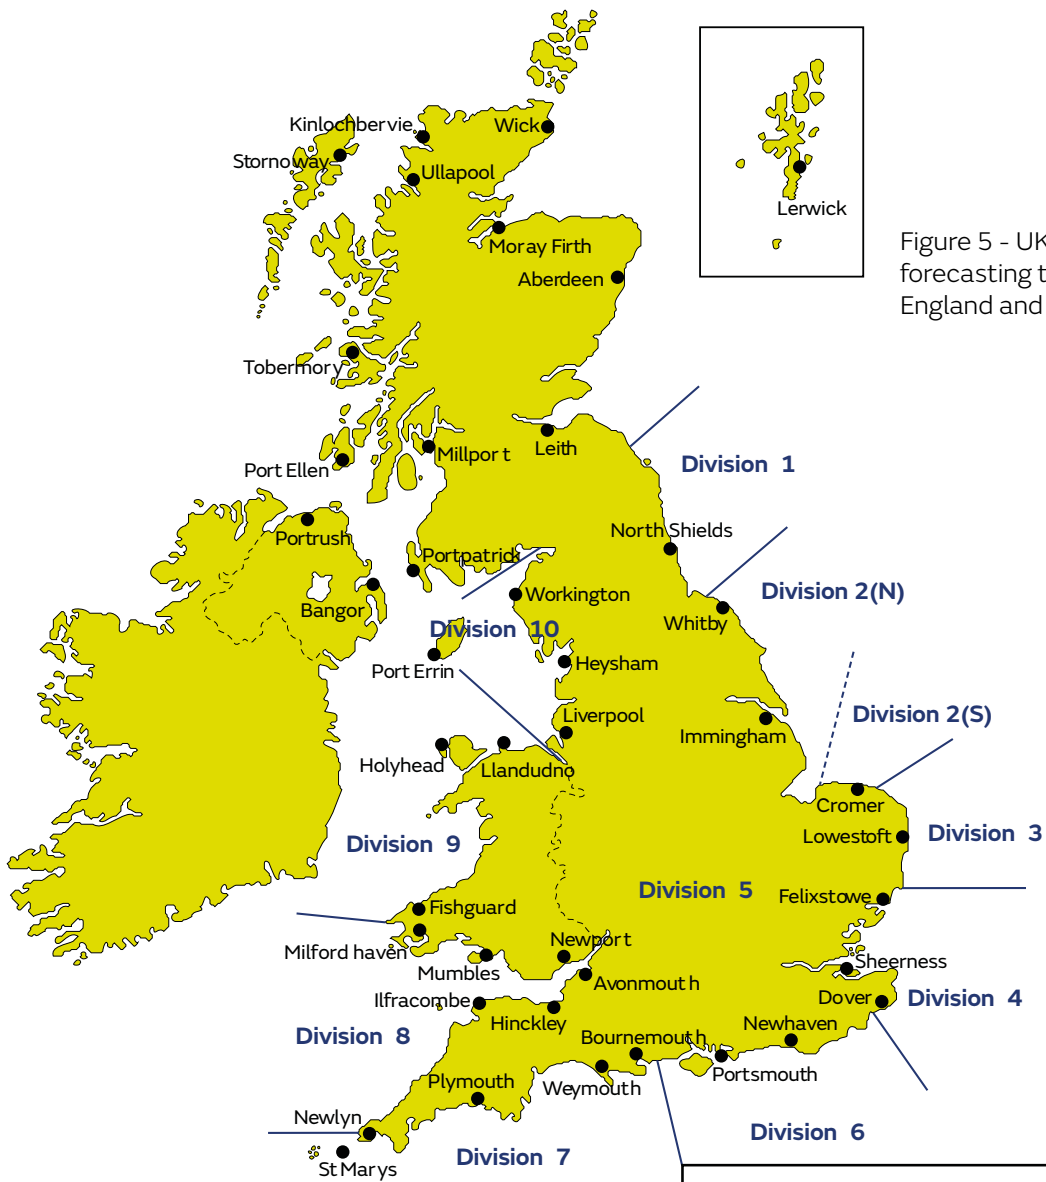 Kinlochbervie
Wick
Stornoway
Ullapool
Lerwick
Moray Firth
Aberdeen
Figure 5 - UK
forecasting t
England and
Tobermory
Leith
Millport
Port Ellen
Division 1
North Shields
Portrush
Portpatrick
Bangor
Workington
Division 2(N)
Whitby
Division 10
Port Errin
Heysham
Liverpool
Division 2(S)
Immingham
Holyhead
Llandudno
Cromer
Lowestoft
Division 3
Division 9
Division 5
Felixstowe
Fishguard
Milford haven
Newport
Mumbles
Sheerness
Avonmouth
Ilfracombe
Dover
Division 4
Hinckley
Newhaven
Division 8
Bournemouth
Portsmouth
Weymouth
Plymouth
Newlyn
Division 6
Division 7
St Marys